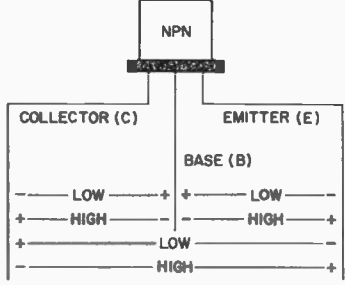 NPN
COLLECTOR (C) EMITTER (E)
BASE (B)
- LOW + + LOW -
+ HIGH - - HIGH +
+ LOW -
- HIGH +